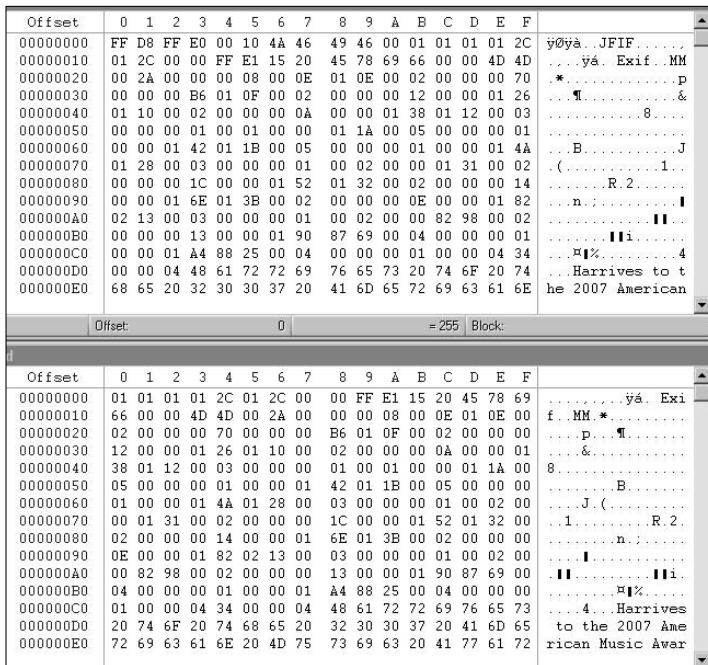 Offset 0 1 2 3 4 5 6 7 8 9 A B C D E F
00000000 FF D8 FF E0 00 10 4A 46 49 46 00 01 01 01 01 2C ÿØÿà..JFIF.....,
00000010 01 2C 00 00 FF E1 15 20 45 78 69 66 00 00 4D 4D .,..ÿá. Exif..MM
00000020 00 2A 00 00 00 08 00 0E 01 0E 00 02 00 00 00 70 .*.............p
00000030 00 00 00 B6 01 0F 00 02 00 00 00 12 00 00 01 26 ...¶...........&
00000040 01 10 00 02 00 00 00 0A 00 00 01 38 01 12 00 03 ...........8....
00000050 00 00 00 01 00 01 00 00 01 1A 00 05 00 00 00 01 ................
00000060 00 00 01 42 01 1B 00 05 00 00 00 01 00 00 01 4A ...B...........J
00000070 01 28 00 03 00 00 00 01 00 02 00 00 01 31 00 02 .(...........1..
00000080 00 00 00 1C 00 00 01 52 01 32 00 02 00 00 00 14 .......R.2......
00000090 00 00 01 6E 01 3B 00 02 00 00 00 0E 00 00 01 82 ...n.;.........
000000A0 02 13 00 03 00 00 00 01 00 02 00 00 82 98 00 02 ................
000000B0 00 00 00 13 00 00 01 90 87 69 00 04 00 00 00 01 .........i......
000000C0 00 00 01 A4 88 25 00 04 00 00 00 01 00 00 04 34 ...¤.%.........4
000000D0 00 00 04 48 61 72 72 69 76 65 73 20 74 6F 20 74 ...Harrives to t
000000E0 68 65 20 32 30 30 37 20 41 6D 65 72 69 63 61 6E he 2007 American
Offset: 0 = 255 Block:
d
Offset 0 1 2 3 4 5 6 7 8 9 A B C D E F
00000000 01 01 01 01 2C 01 2C 00 00 FF E1 15 20 45 78 69 ....,.,..ÿá. Exi
00000010 66 00 00 4D 4D 00 2A 00 00 00 08 00 0E 01 0E 00 f..MM.*.........
00000020 02 00 00 00 70 00 00 00 B6 01 0F 00 02 00 00 00 ....p...¶.......
00000030 12 00 00 01 26 01 10 00 02 00 00 00 0A 00 00 01 ....&...........
00000040 38 01 12 00 03 00 00 00 01 00 01 00 00 01 1A 00 8...............
00000050 05 00 00 00 01 00 00 01 42 01 1B 00 05 00 00 00 ........B.......
00000060 01 00 00 01 4A 01 28 00 03 00 00 00 01 00 02 00 ....J.(.........
00000070 00 01 31 00 02 00 00 00 1C 00 00 01 52 01 32 00 ..1.........R.2.
00000080 02 00 00 00 14 00 00 01 6E 01 3B 00 02 00 00 00 ........n.;.....
00000090 0E 00 00 01 82 02 13 00 03 00 00 00 01 00 02 00 ................
000000A0 00 82 98 00 02 00 00 00 13 00 00 01 90 87 69 00 ..............i.
000000B0 04 00 00 00 01 00 00 01 A4 88 25 00 04 00 00 00 ........¤.%.....
000000C0 01 00 00 04 34 00 00 04 48 61 72 72 69 76 65 73 ....4...Harrives
000000D0 20 74 6F 20 74 68 65 20 32 30 30 37 20 41 6D 65 to the 2007 Ame
000000E0 72 69 63 61 6E 20 4D 75 73 69 63 20 41 77 61 72 rican Music Awar